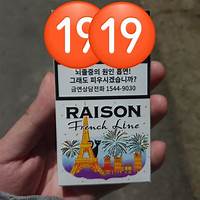 19 19
뇌졸중의 원인 흡연!
그래도 피우시겠습니까?
금연상담전화 1544-9030
RAISON
French Line